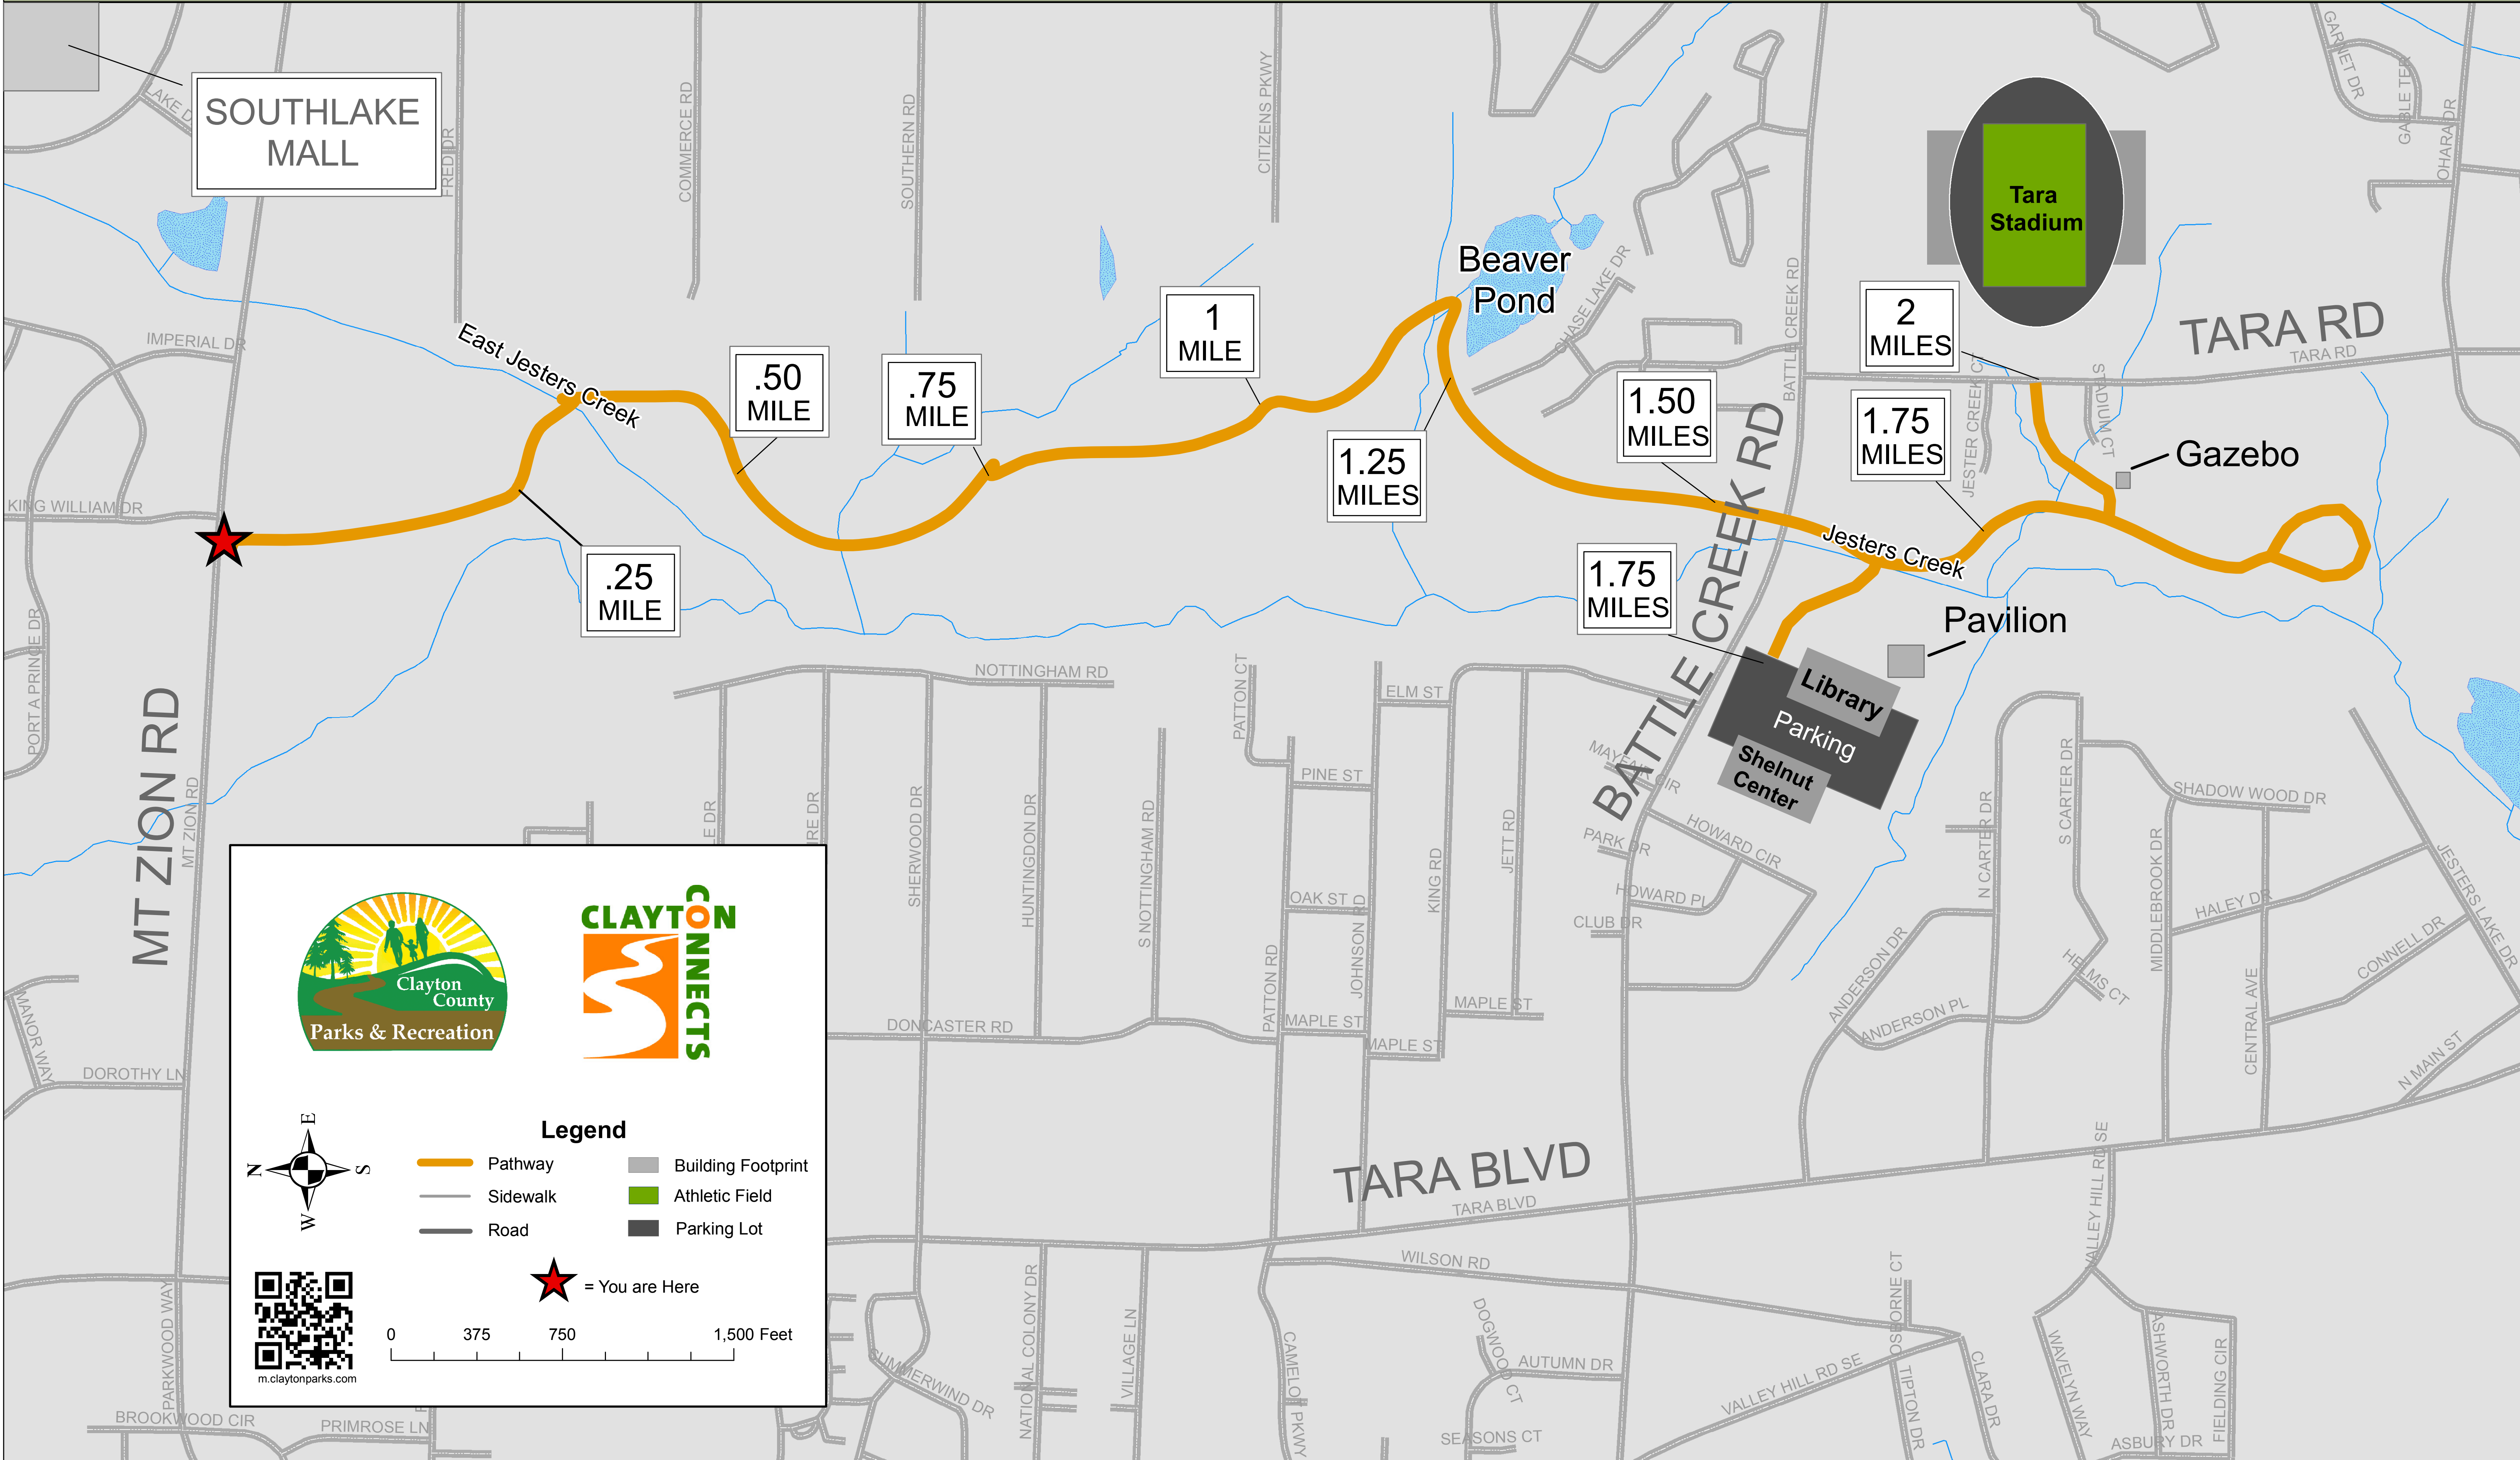 SOUTHLAKE
MALL
FRED DR
COMMERCE RD
SOUTHERN RD
CITIZENS PKWY
GARNET DR
GABLE TER
OHARA DR
Tara
Stadium
Beaver
Pond
CHASE LAKE DR
BATTLE CREEK RD
2
MILES
TARA RD
TARA RD
IMPERIAL DR
East Jesters Creek
.50
MILE
.75
MILE
1
MILE
1.25
MILES
1.50
MILES
1.75
MILES
JESTER CREEK CT
STADIUM CT
Gazebo
KING WILLIAM DR
.25
MILE
BATTLE CREEK RD
Jesters Creek
1.75
MILES
Pavilion
Library
Parking
Shelnut
Center
PORT A PRINCE DR
MT ZION RD
MT ZION RD
NOTTINGHAM RD
PATTON CT
ELM ST
PINE ST
MAYFAIR CIR
HOWARD CIR
PARK DR
HOWARD PL
CLUB DR
SHERWOOD DR
HUNTINGDON DR
S NOTTINGHAM RD
OAK ST
JOHNSON RD
KING RD
JETT RD
PATTON RD
MAPLE ST
MAPLE ST
MAPLE ST
DONCASTER RD
N CARTER DR
S CARTER DR
SHADOW WOOD DR
MIDDLEBROOK DR
HALEY DR
JESTERS LAKE DR
CONNELL DR
HELMS CT
ANDERSON DR
ANDERSON PL
CENTRAL AVE
N MAIN ST
MANOR WAY
DOROTHY LN
Clayton
County
Parks & Recreation
CLAYTON
CONNECTS
N
E
S
W
Legend
Pathway
Sidewalk
Road
Building Footprint
Athletic Field
Parking Lot
= You are Here
0 375 750 1,500 Feet
m.claytonparks.com
TARA BLVD
TARA BLVD
WILSON RD
VALLEY HILL RD SE
VALLEY HILL RD SE
OSBORNE CT
DOGWOOD CT
AUTUMN DR
SEASONS CT
TIPTON DR
CLARA DR
WAVELYN WAY
ASHWORTH DR
FIELDING CIR
ASBURY DR
PARKWOOD WAY
BROOKWOOD CIR
PRIMROSE LN
SUMMERWIND DR
NATIONAL COLONY DR
VILLAGE LN
CAMELOT PKWY